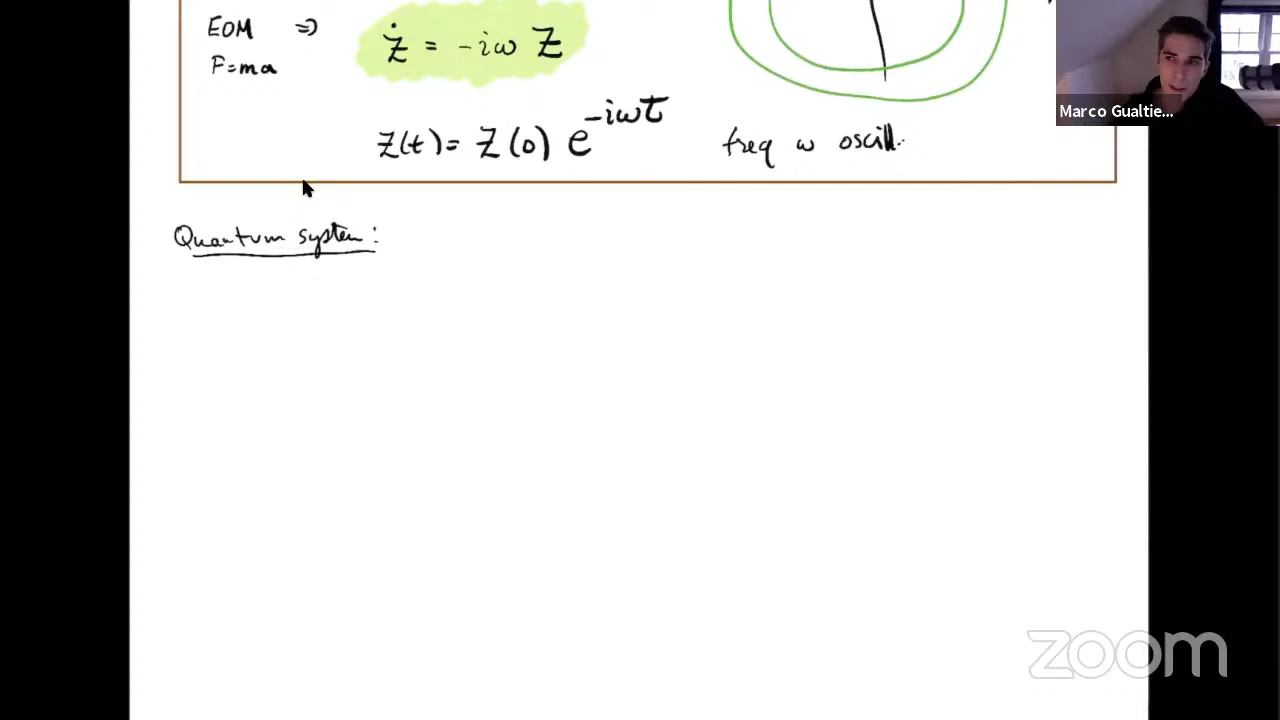 EOM ⇒ ż = -iω z
F=ma
z(t) = z(0) e^{-iωt} freq ω oscill.
Quantum system:
Marco Gualtie...
zoom